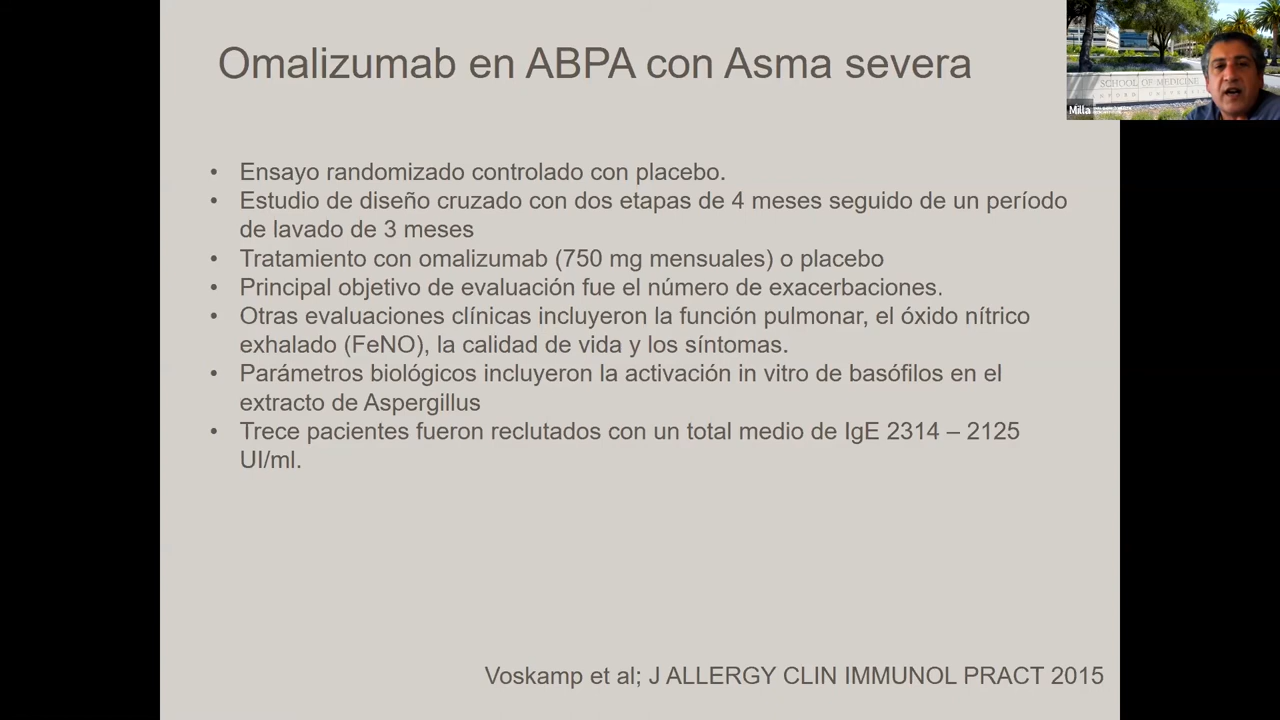 Omalizumab en ABPA con Asma severa
SCHOOL OF MEDICINE
Milla
• Ensayo randomizado controlado con placebo.
• Estudio de diseño cruzado con dos etapas de 4 meses seguido de un período
de lavado de 3 meses
• Tratamiento con omalizumab (750 mg mensuales) o placebo
• Principal objetivo de evaluación fue el número de exacerbaciones.
• Otras evaluaciones clínicas incluyeron la función pulmonar, el óxido nítrico
exhalado (FeNO), la calidad de vida y los síntomas.
• Parámetros biológicos incluyeron la activación in vitro de basófilos en el
extracto de Aspergillus
• Trece pacientes fueron reclutados con un total medio de IgE 2314 – 2125
UI/ml.
Voskamp et al; J ALLERGY CLIN IMMUNOL PRACT 2015